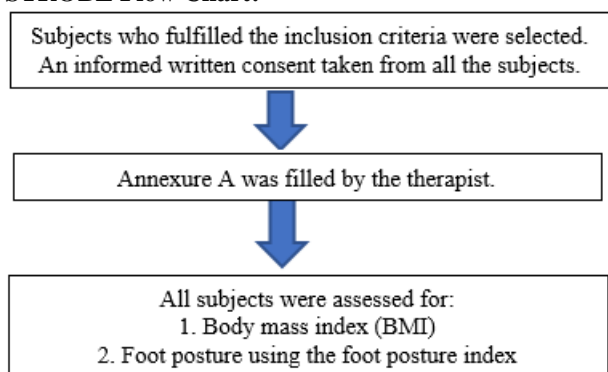 STROBE Flow Chart:
Subjects who fulfilled the inclusion criteria were selected.
An informed written consent taken from all the subjects.
Annexure A was filled by the therapist.
All subjects were assessed for:
1. Body mass index (BMI)
2. Foot posture using the foot posture index